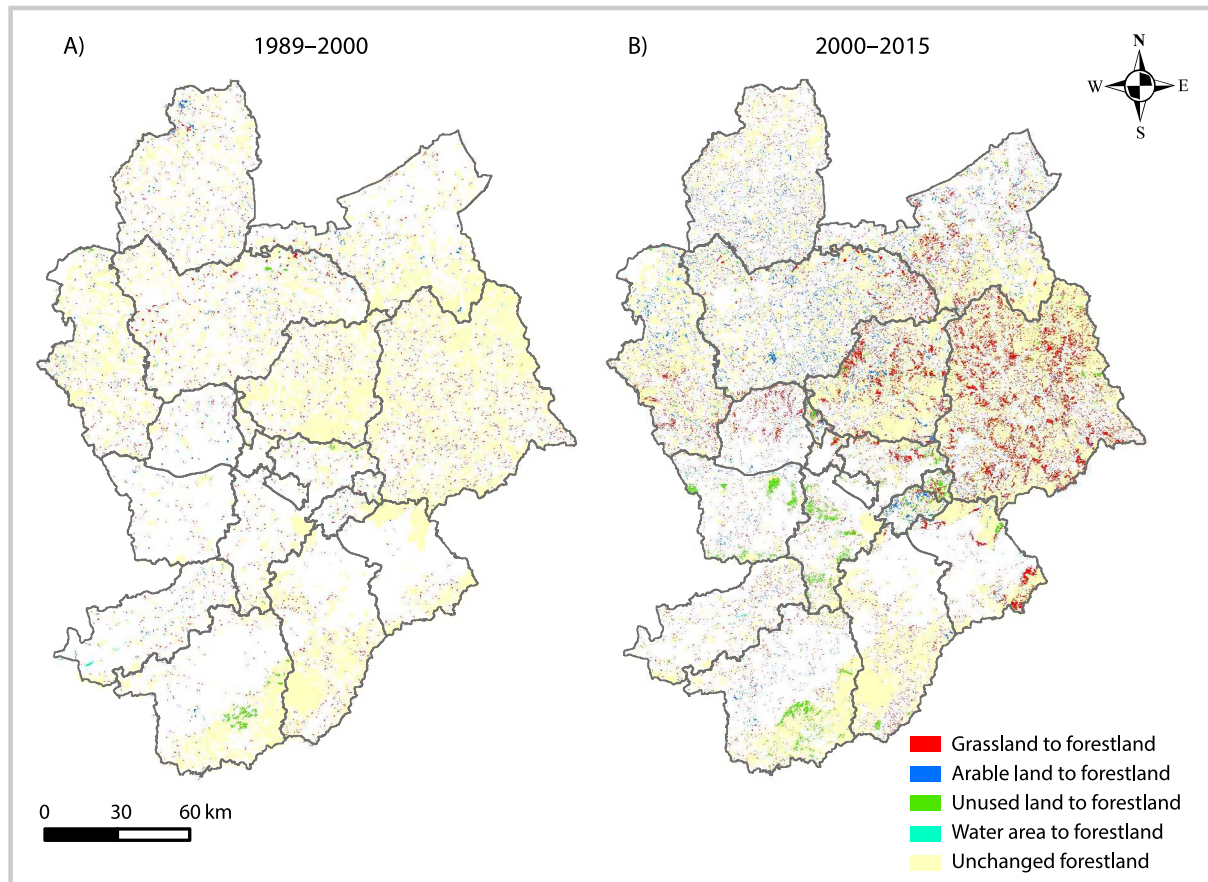 A) 1989–2000
B) 2000–2015
N
W E
S
0 30 60 km
Grassland to forestland
Arable land to forestland
Unused land to forestland
Water area to forestland
Unchanged forestland